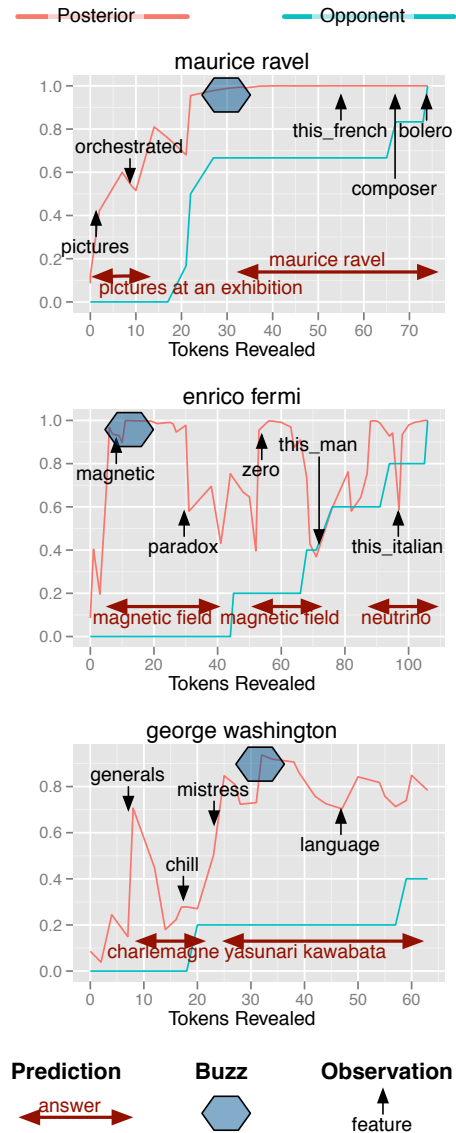 Posterior Opponent
maurice ravel
1.0
0.8
0.6
0.4
0.2
0.0
orchestrated
this_french bolero
composer
pictures
maurice ravel
pictures at an exhibition
0 10 20 30 40 50 60 70
Tokens Revealed
enrico fermi
1.0
0.8
0.6
0.4
0.2
0.0
this_man
magnetic
zero
paradox
this_italian
magnetic field magnetic field neutrino
0 20 40 60 80 100
Tokens Revealed
george washington
0.8
0.6
0.4
0.2
0.0
generals
mistress
chill
language
charlemagne yasunari kawabata
0 10 20 30 40 50 60
Tokens Revealed
Prediction Buzz Observation
answer
feature